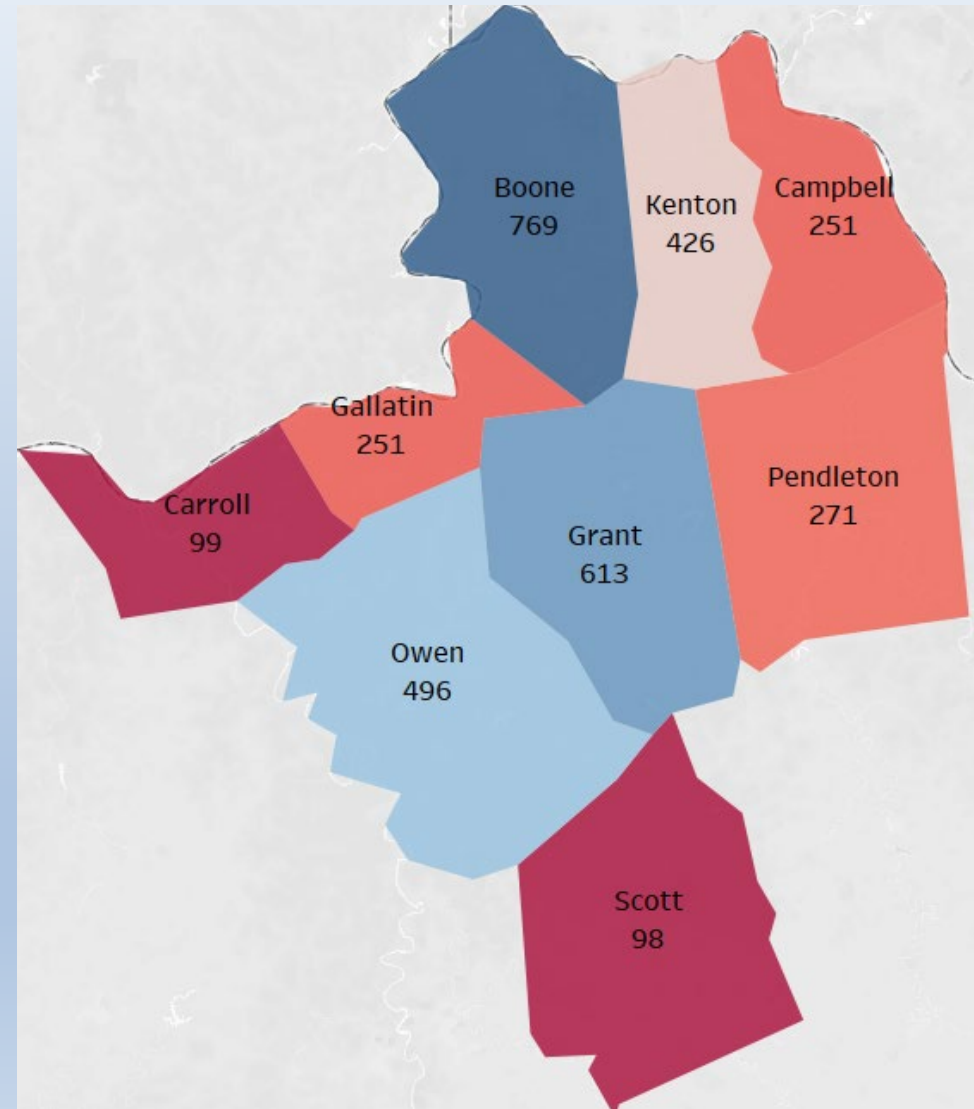 Boone
769
Kenton
426
Campbell
251
Gallatin
251
Carroll
99
Pendleton
271
Grant
613
Owen
496
Scott
98